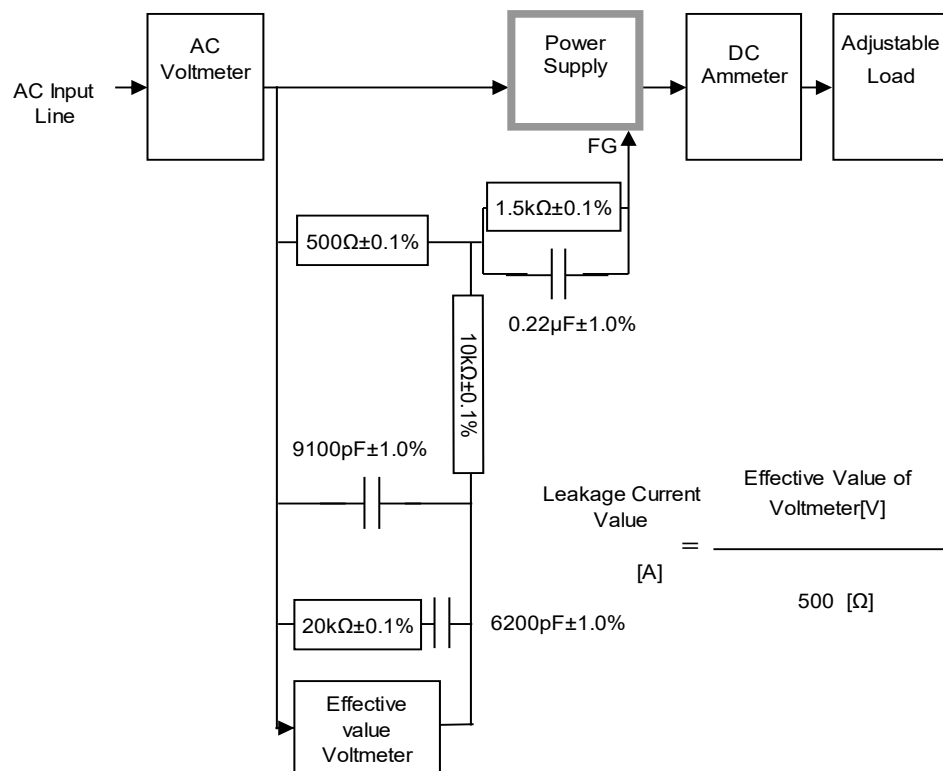 AC
Voltmeter
Power
Supply
DC
Ammeter
Adjustable
Load
AC Input
Line
FG
1.5kΩ±0.1%
500Ω±0.1%
0.22µF±1.0%
10kΩ±0.1%
9100pF±1.0%
Leakage Current
Value
[A]
=
Effective Value of
Voltmeter[V]
500 [Ω]
20kΩ±0.1%
6200pF±1.0%
Effective
value
Voltmeter